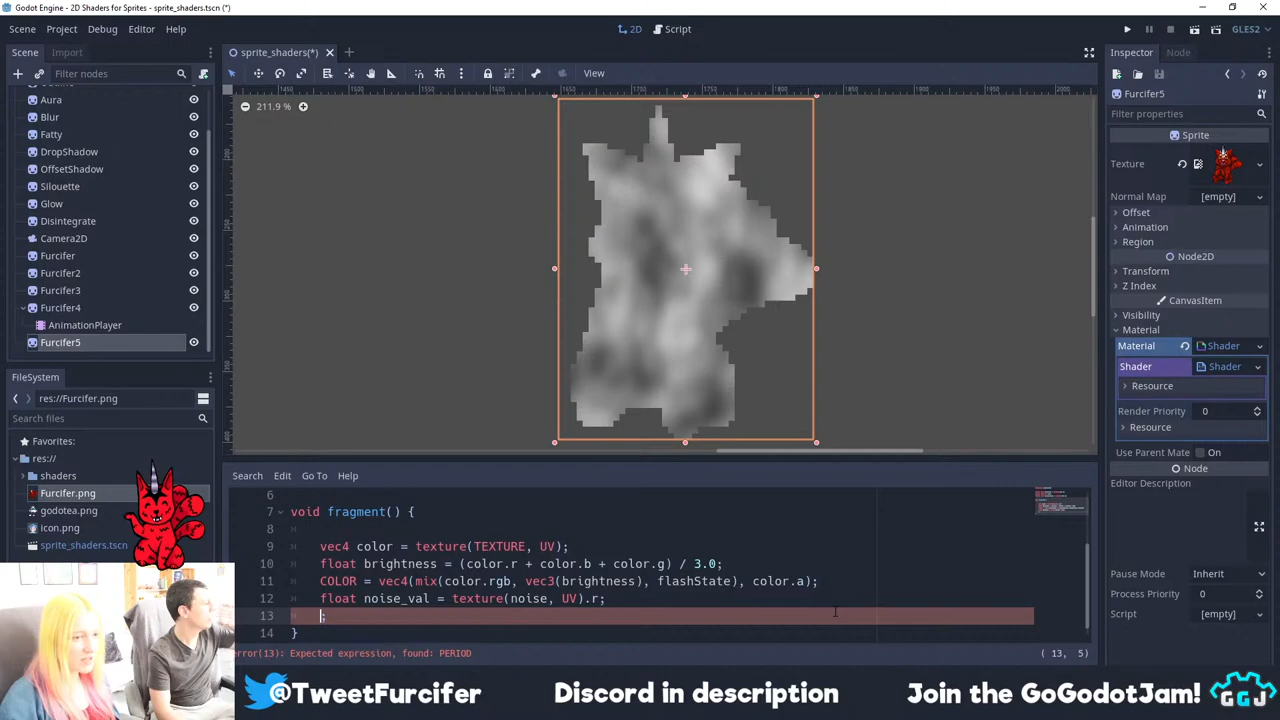 Godot Engine - 2D Shaders for Sprites - sprite_shaders.tscn (*)
Scene Project Debug Editor Help
2D Script
GLES2
Scene Import
sprite_shaders(*)
Inspector Node
Filter nodes
View
Furcifer5
Filter properties
Aura
Blur
Fatty
DropShadow
OffsetShadow
Silouette
Glow
Disintegrate
Camera2D
Furcifer
Furcifer2
Furcifer3
Furcifer4
AnimationPlayer
Furcifer5
211.9 %
Sprite
Texture
Normal Map [empty]
Offset
Animation
Region
Node2D
Transform
Z Index
CanvasItem
Visibility
Material
Material Shader
Shader Shader
Resource
Render Priority 0
Resource
Use Parent Mate On
Node
Editor Description
Pause Mode Inherit
Process Priority 0
Script [empty]
FileSystem
res://Furcifer.png
Search files
Favorites:
res://
shaders
Furcifer.png
godotea.png
icon.png
sprite_shaders.tscn
Search Edit Go To Help
6
7 void fragment() {
8
9 vec4 color = texture(TEXTURE, UV);
10 float brightness = (color.r + color.b + color.g) / 3.0;
11 COLOR = vec4(mix(color.rgb, vec3(brightness), flashState), color.a);
12 float noise_val = texture(noise, UV).r;
13 ;
14 }
error(13): Expected expression, found: PERIOD
( 13, 5)
@TweetFurcifer
Discord in description
Join the GoGodotJam!
GGJ